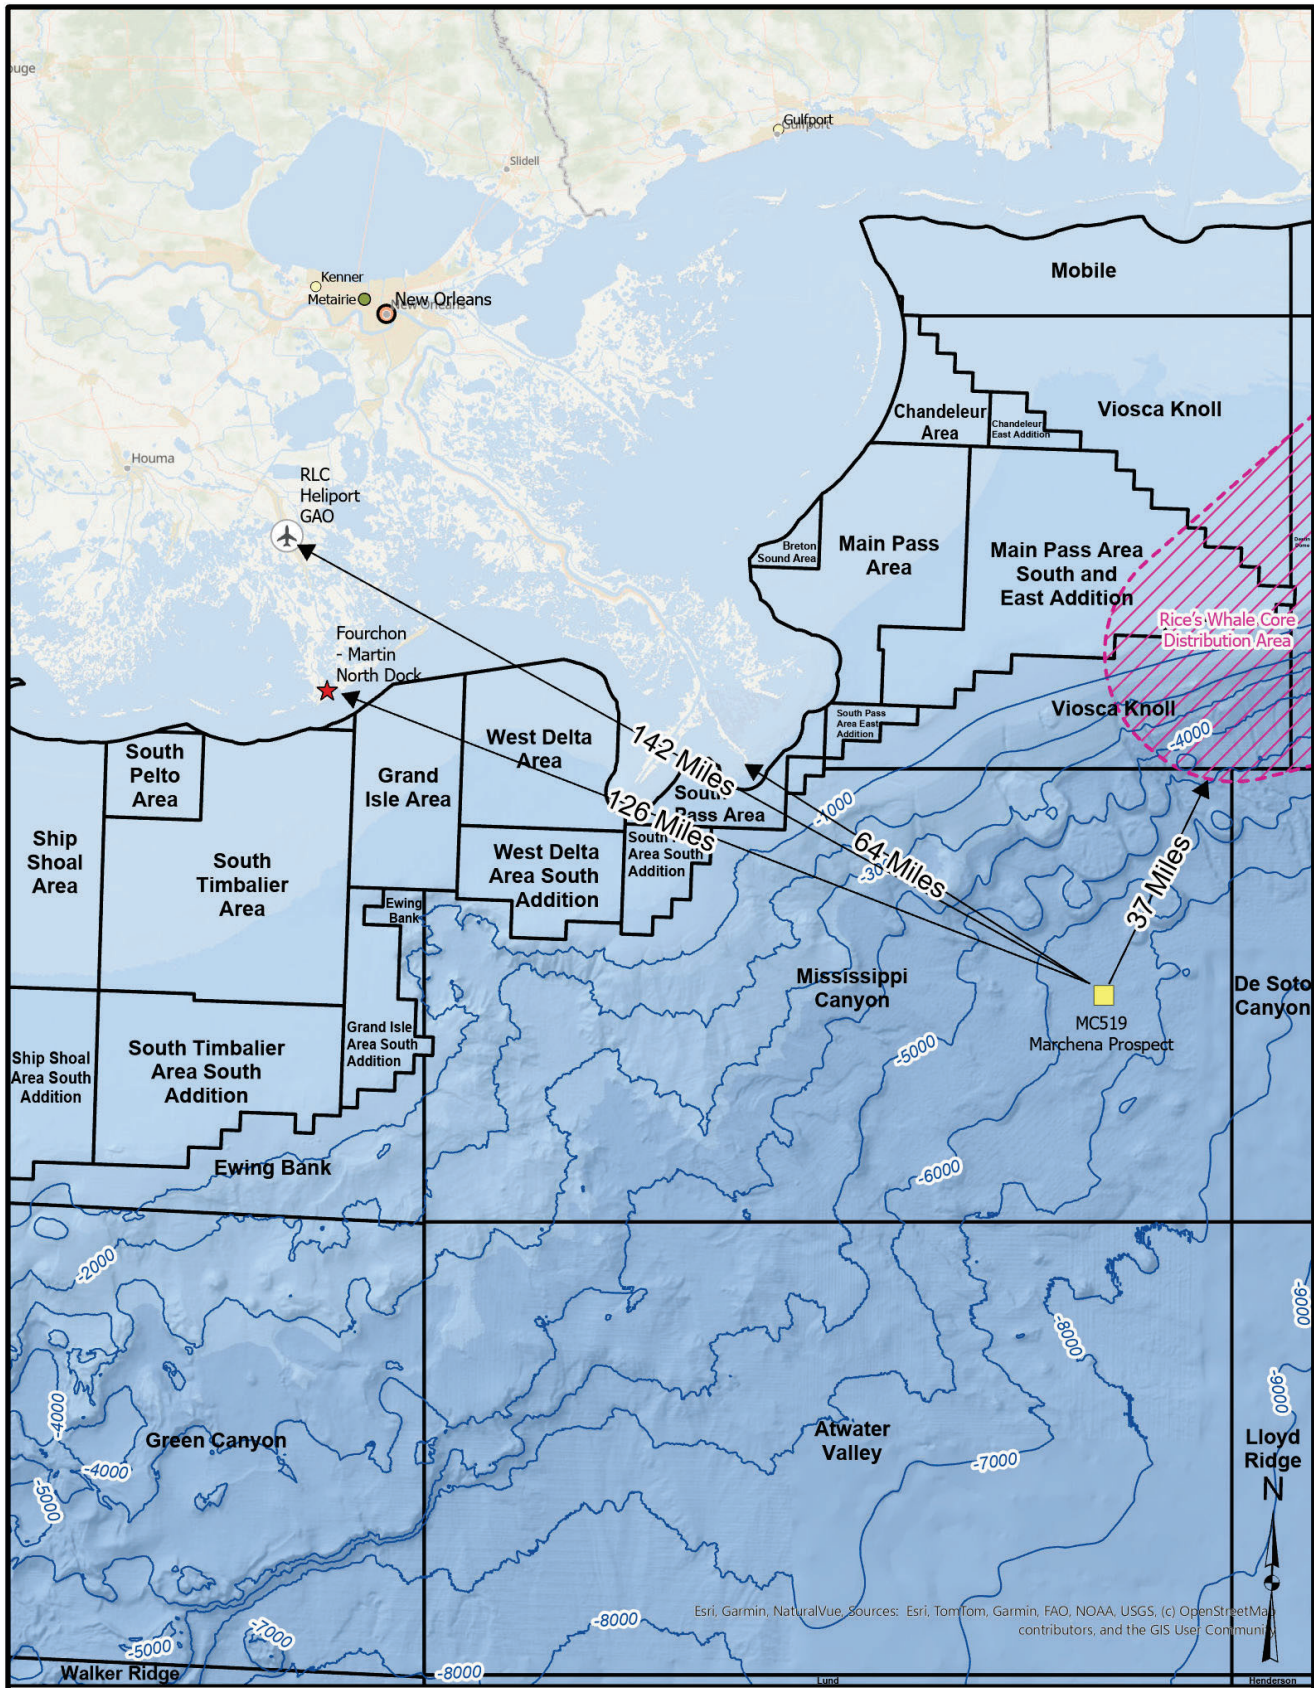 ouge
Gulfport
Gulfport
Slidell
Kenner
Metairie
New Orleans
New Orleans
Mobile
Chandeleur
Area
Chandeleur
East Addition
Viosca Knoll
Houma
RLC
Heliport
GAO
Breton
Sound Area
Main Pass
Area
Main Pass Area
South and
East Addition
Rice's Whale Core
Distribution Area
Fourchon
- Martin
North Dock
South Pass
Area East
Addition
Viosca Knoll
-4000
South
Pelto
Area
Grand
Isle Area
West Delta
Area
142 Miles
126 Miles
South
Pass Area
-1000
64 Miles
-30
37 Miles
Ship
Shoal
Area
South
Timbalier
Area
West Delta
Area South
Addition
South
Area South
Addition
Ewing
Bank
Mississippi
Canyon
De Soto
Canyon
MC519
Marchena Prospect
Ship Shoal
Area South
Addition
South Timbalier
Area South
Addition
Grand Isle
Area South
Addition
-5000
Ewing Bank
-6000
-2000
-9000
-8000
-9000
-4000
Green Canyon
-4000
-5000
Atwater
Valley
-7000
Lloyd
Ridge
N
Esri, Garmin, NaturalVue, Sources: Esri, TomTom, Garmin, FAO, NOAA, USGS, (c) OpenStreetMap
contributors, and the GIS User Community
-7000
-8000
-5000
Walker Ridge
-8000
Lund
Henderson